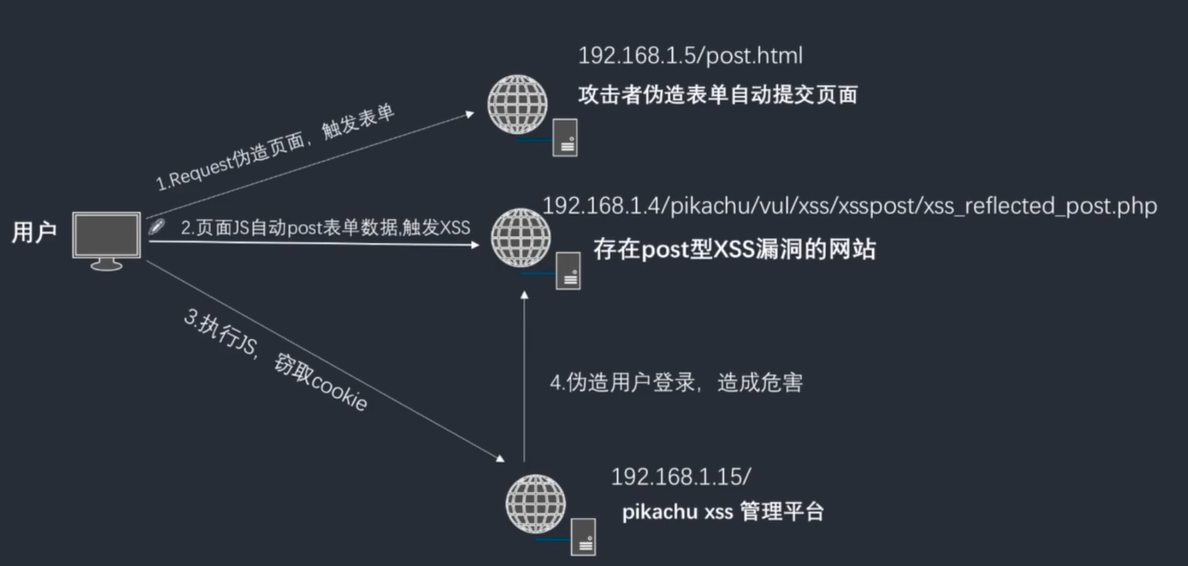 192.168.1.5/post.html
攻击者伪造表单自动提交页面
1.Request伪造页面，触发表单
192.168.1.4/pikachu/vul/xss/xsspost/xss_reflected_post.php
用户
2.页面JS自动post表单数据,触发XSS
存在post型XSS漏洞的网站
3.执行JS，窃取cookie
4.伪造用户登录，造成危害
192.168.1.15/
pikachu xss 管理平台